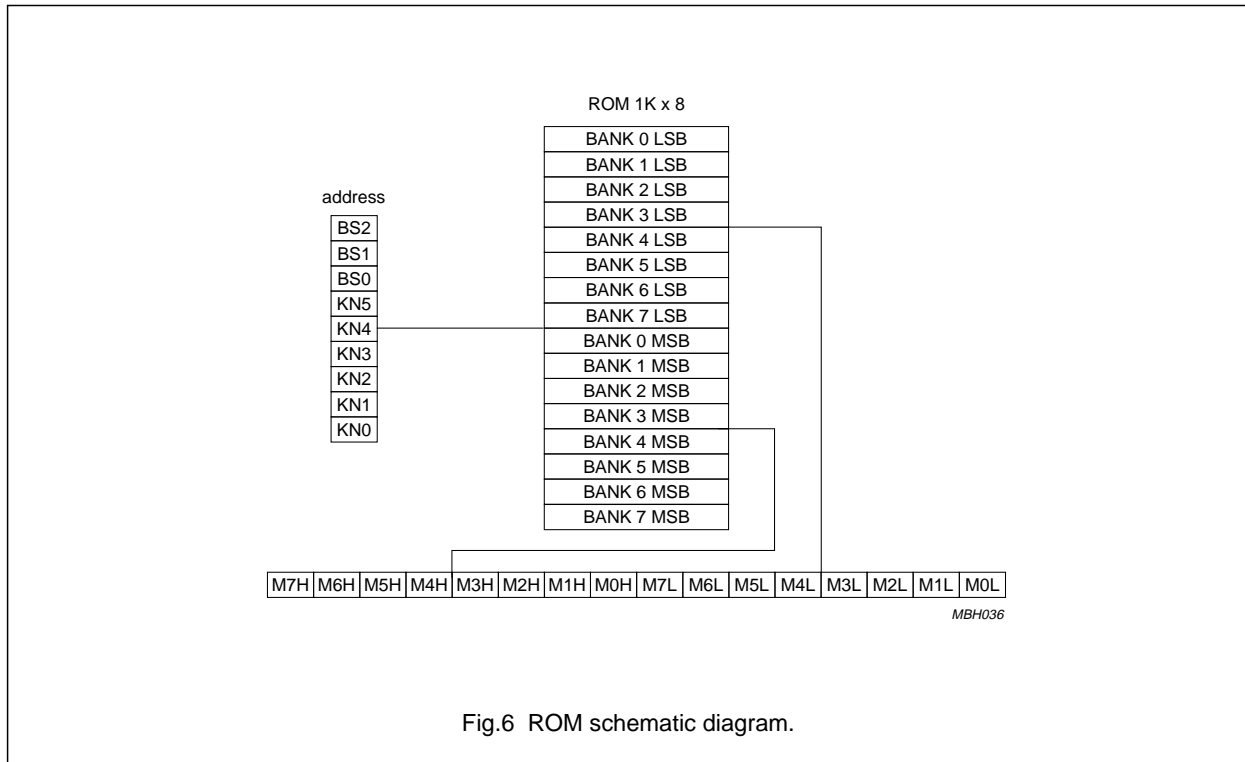 ROM 1K x 8
BANK 0 LSB
BANK 1 LSB
BANK 2 LSB
BANK 3 LSB
BANK 4 LSB
BANK 5 LSB
BANK 6 LSB
BANK 7 LSB
BANK 0 MSB
BANK 1 MSB
BANK 2 MSB
BANK 3 MSB
BANK 4 MSB
BANK 5 MSB
BANK 6 MSB
BANK 7 MSB
address
BS2
BS1
BS0
KN5
KN4
KN3
KN2
KN1
KN0
M7H M6H M5H M4H M3H M2H M1H M0H M7L M6L M5L M4L M3L M2L M1L M0L
MBH036
Fig.6 ROM schematic diagram.